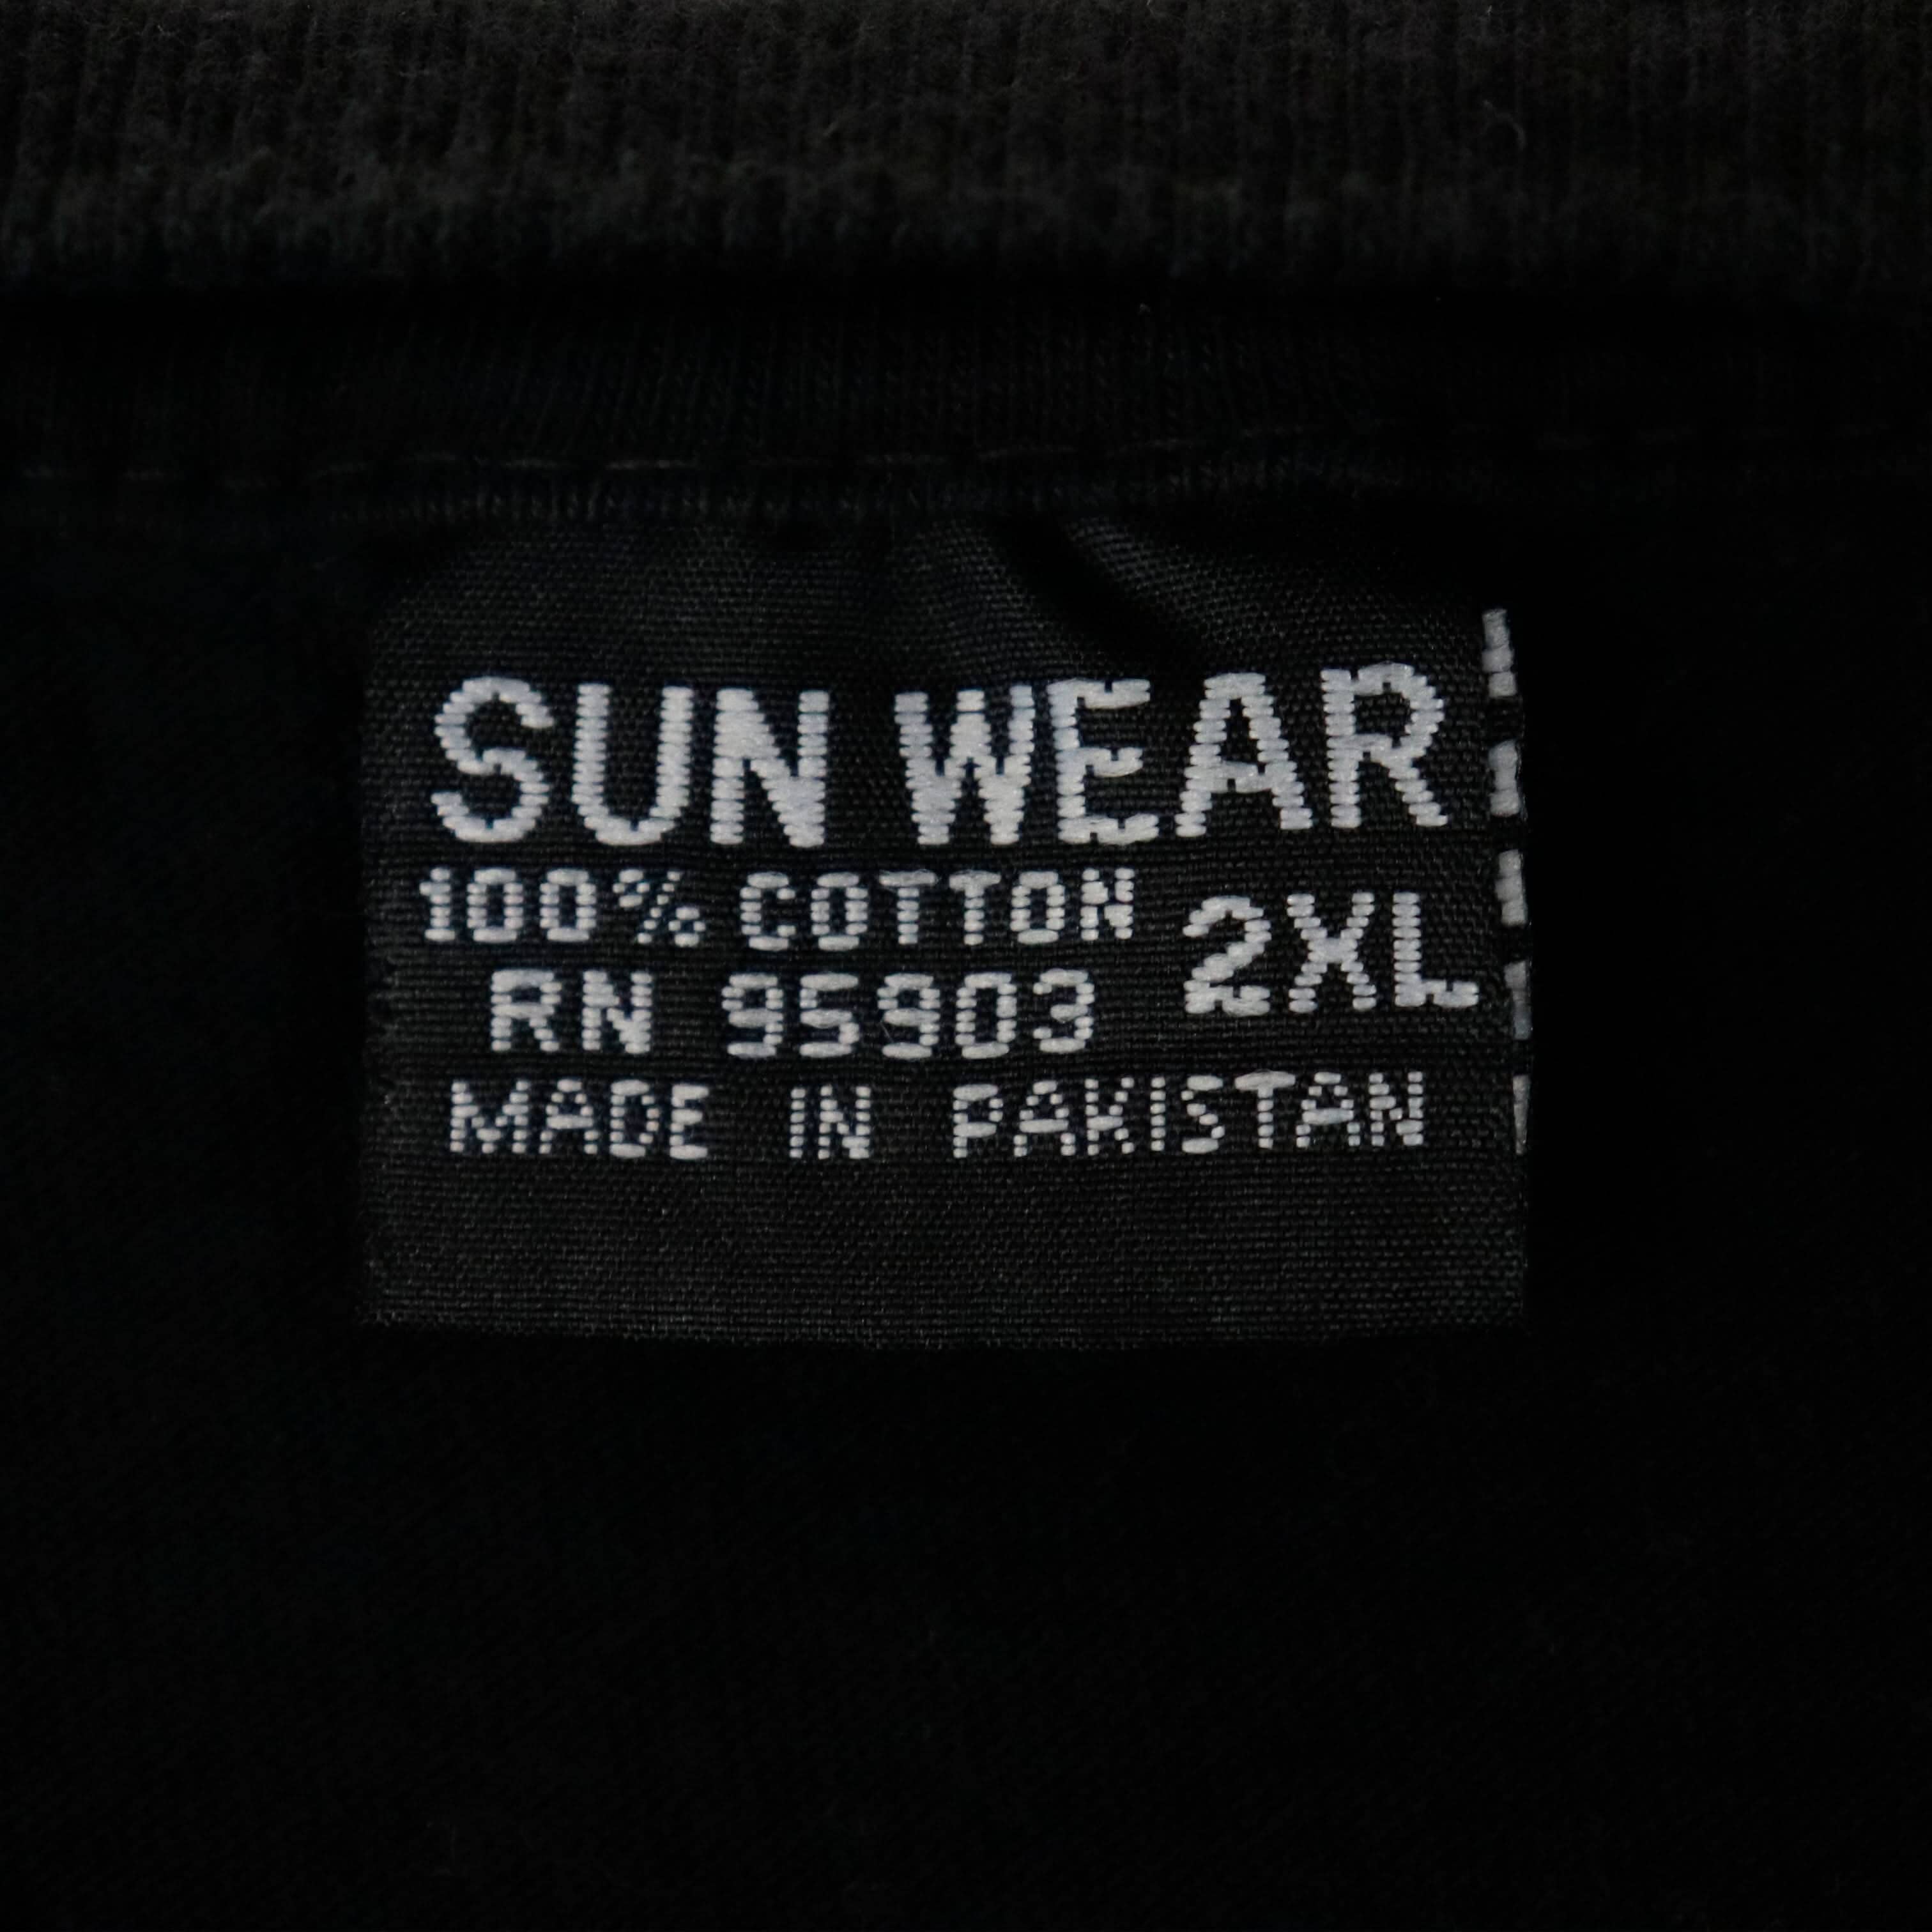 SUN WEAR
100% COTTON
2XL
RN 95903
MADE IN PAKISTAN